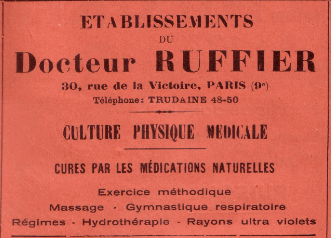 ETABLISSEMENTS
DU
Docteur RUFFIER
30, rue de la Victoire, PARIS (9e)
Téléphone: TRUDAINE 48-50
CULTURE PHYSIQUE MEDICALE
CURES PAR LES MÉDICATIONS NATURELLES
Exercice méthodique
Massage - Gymnastique respiratoire
Régimes - Hydrothérapie - Rayons ultra violets